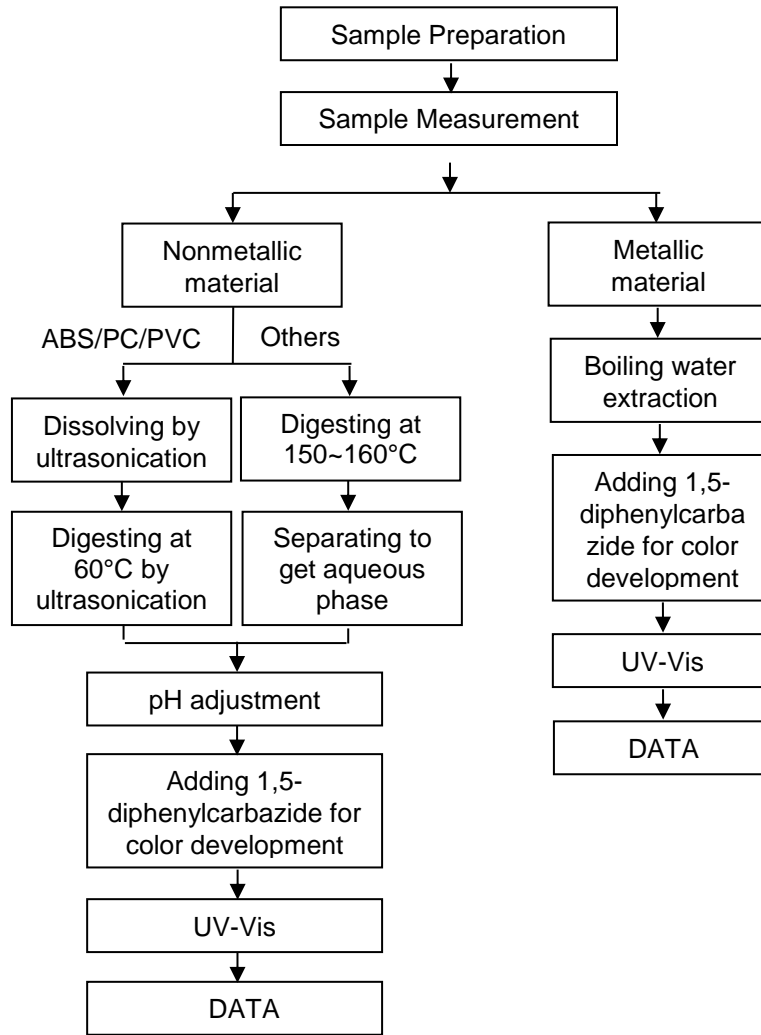 Sample Preparation
Sample Measurement
Nonmetallic
material
Metallic
material
ABS/PC/PVC
Others
Boiling water
extraction
Dissolving by
ultrasonication
Digesting at
150~160°C
Adding 1,5-
diphenylcarba
zide for color
development
Digesting at
60°C by
ultrasonication
Separating to
get aqueous
phase
UV-Vis
pH adjustment
DATA
Adding 1,5-
diphenylcarbazide for
color development
UV-Vis
DATA